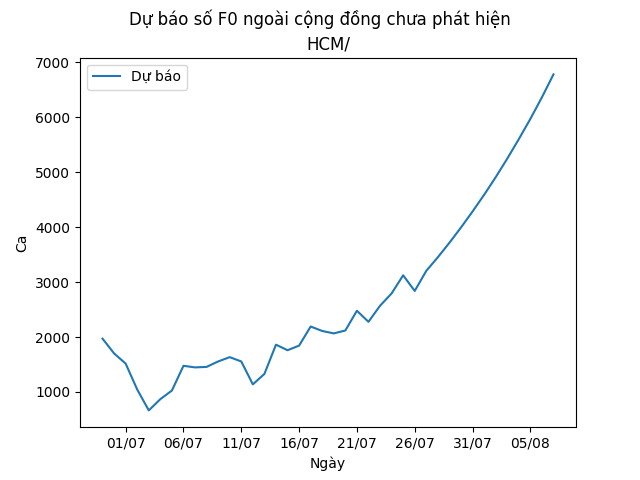 Dự báo số F0 ngoài cộng đồng chưa phát hiện
HCM/
7000
6000
5000
4000
3000
2000
1000
Ca
Dự báo
01/07 06/07 11/07 16/07 21/07 26/07 31/07 05/08
Ngày